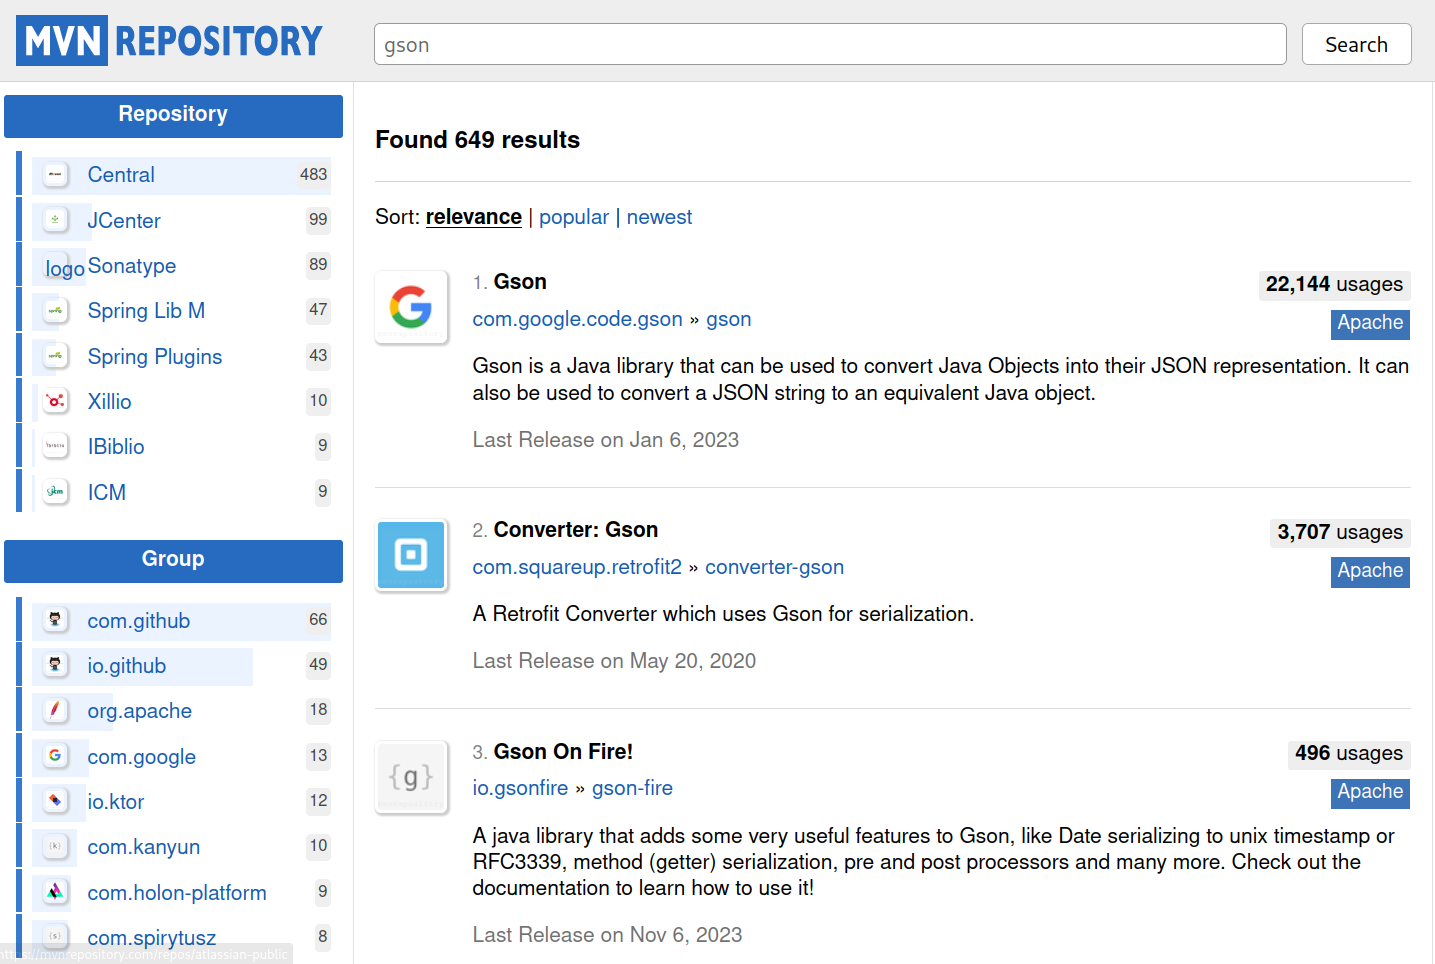 MVN REPOSITORY
gson
Search
Repository
Central 483
JCenter 99
logo Sonatype 89
Spring Lib M 47
Spring Plugins 43
Xillio 10
IBiblio 9
ICM 9
Group
com.github 66
io.github 49
org.apache 18
com.google 13
io.ktor 12
com.kanyun 10
com.holon-platform 9
com.spirytusz 8
https://mvnrepository.com/repos/atlassian-public
Found 649 results
Sort: relevance | popular | newest
1. Gson
22,144 usages
com.google.code.gson » gson
Apache
Gson is a Java library that can be used to convert Java Objects into their JSON representation. It can
also be used to convert a JSON string to an equivalent Java object.
Last Release on Jan 6, 2023
2. Converter: Gson
3,707 usages
com.squareup.retrofit2 » converter-gson
Apache
A Retrofit Converter which uses Gson for serialization.
Last Release on May 20, 2020
{g}
3. Gson On Fire!
496 usages
io.gsonfire » gson-fire
Apache
A java library that adds some very useful features to Gson, like Date serializing to unix timestamp or
RFC3339, method (getter) serialization, pre and post processors and many more. Check out the
documentation to learn how to use it!
Last Release on Nov 6, 2023